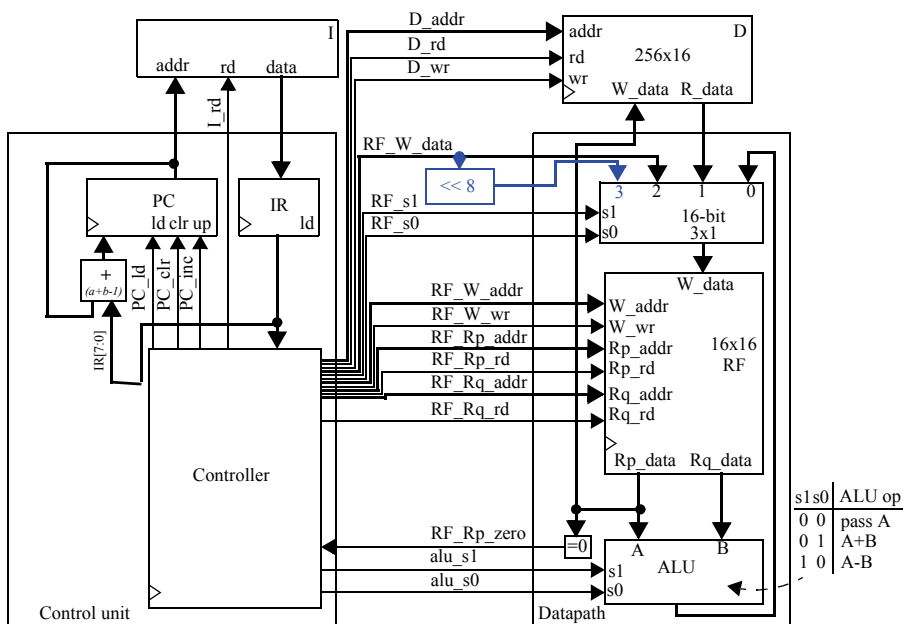 I
addr rd data
I_rd
D_addr
D_rd
D_wr
D
addr
rd
wr
256x16
W_data R_data
RF_W_data
<< 8
3 2 1 0
s1
s0
16-bit
3x1
RF_s1
RF_s0
PC
ld clr up
IR
ld
+
(a+b-1)
IR[7:0]
PC_ld
PC_clr
PC_inc
RF_W_addr
RF_W_wr
RF_Rp_addr
RF_Rp_rd
RF_Rq_addr
RF_Rq_rd
W_data
W_addr
W_wr
Rp_addr
Rp_rd
Rq_addr
Rq_rd
16x16
RF
Rp_data Rq_data
Controller
RF_Rp_zero
alu_s1
alu_s0
=0
A B
s1
s0
ALU
s1 s0 ALU op
0 0 pass A
0 1 A+B
1 0 A-B
Control unit
Datapath